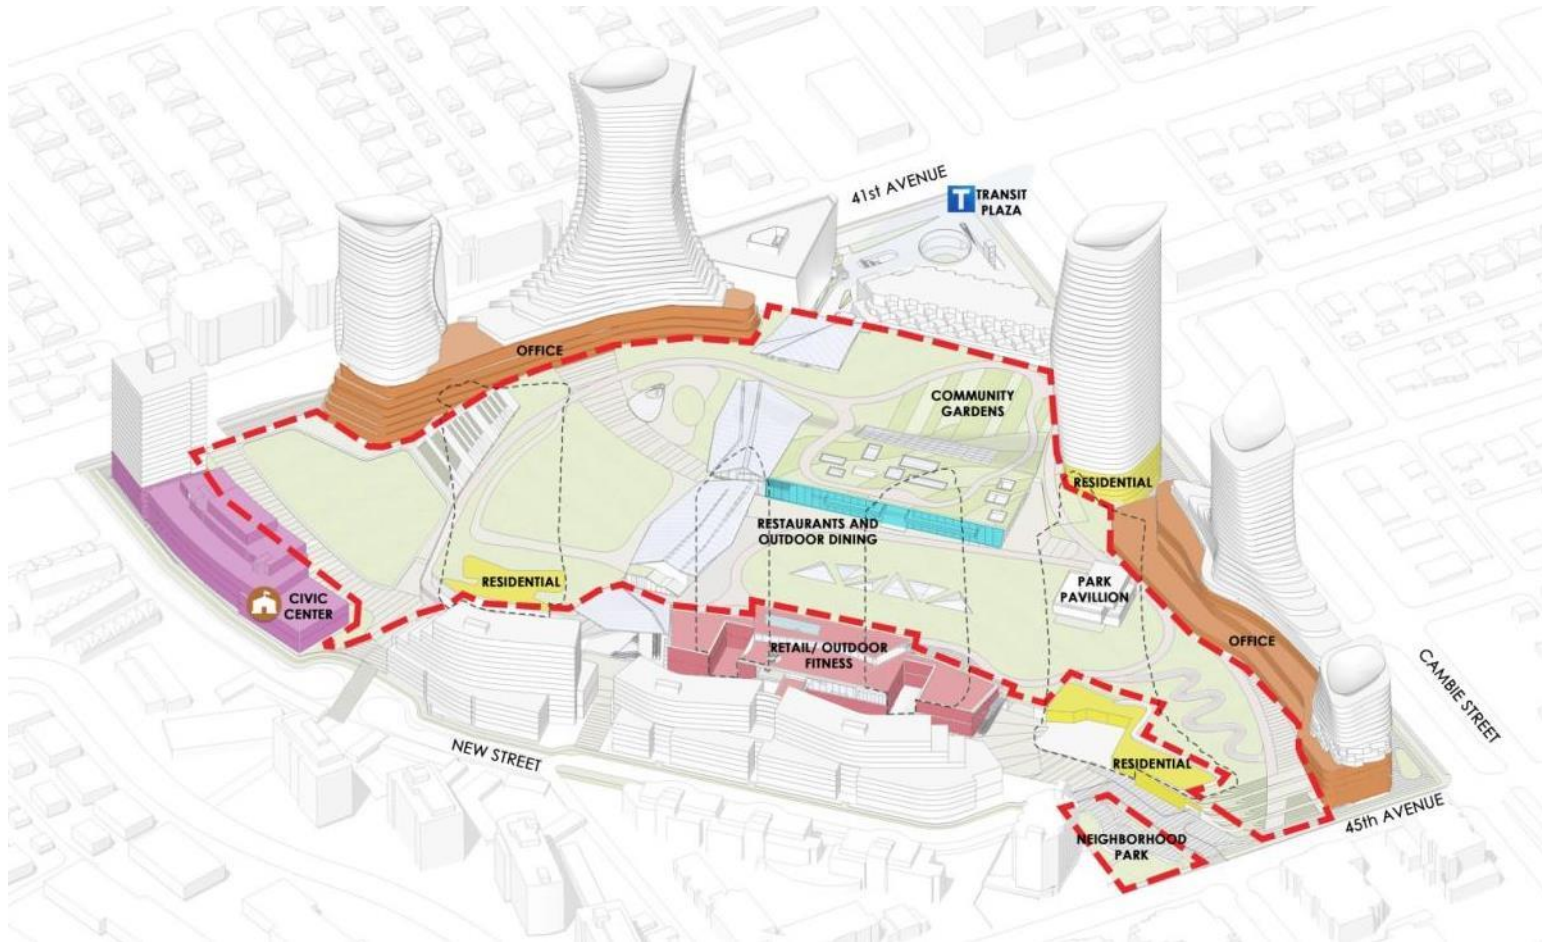 41st AVENUE
T TRANSIT
PLAZA
OFFICE
COMMUNITY
GARDENS
RESIDENTIAL
RESTAURANTS AND
OUTDOOR DINING
RESIDENTIAL
PARK
PAVILLION
CIVIC
CENTER
OFFICE
RETAIL/ OUTDOOR
FITNESS
CAMBIE STREET
NEW STREET
RESIDENTIAL
45th AVENUE
NEIGHBORHOOD
PARK